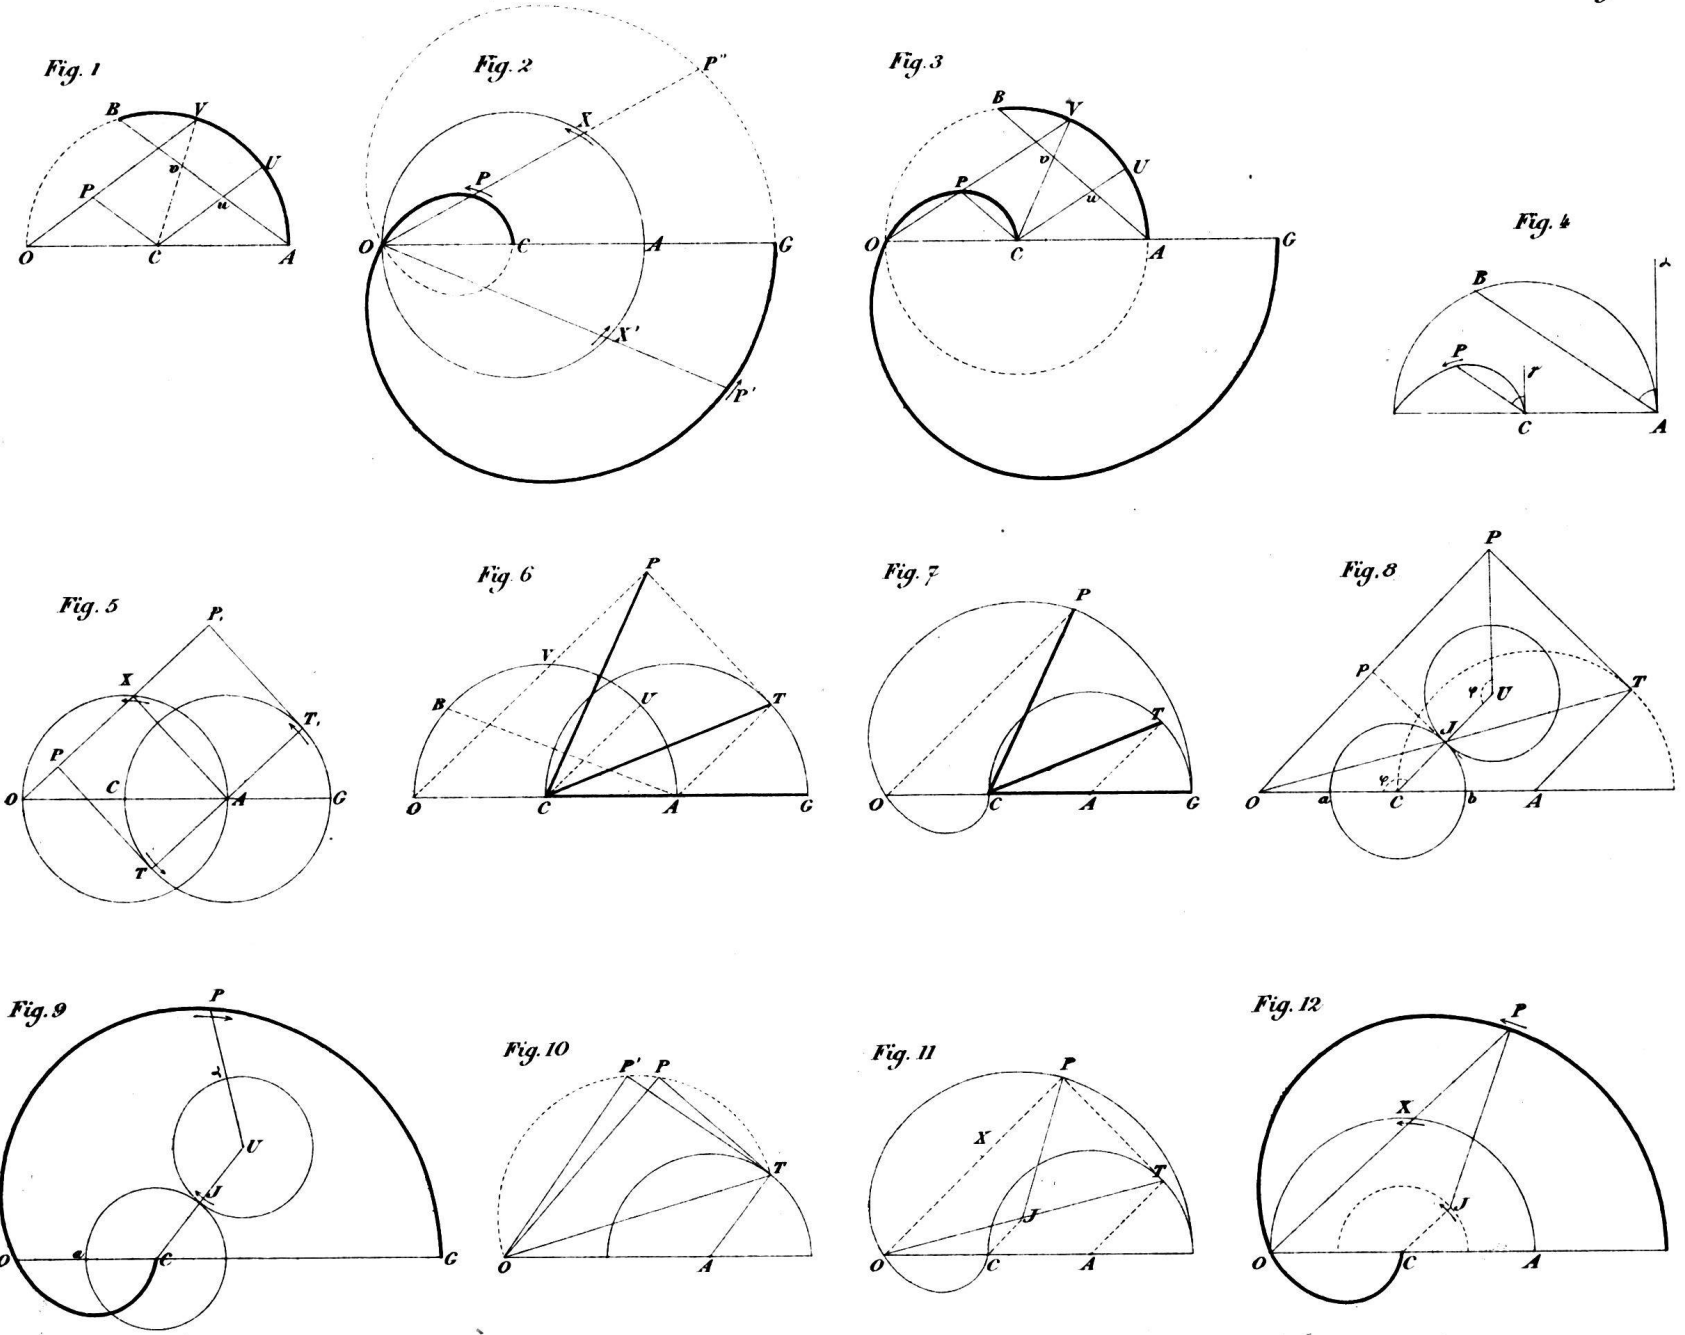 Fig. 1
B V
P v U
u
O C A
Fig. 2
P"
X
P
O C A G
X'
P'
Fig. 3
B V
v U
P u
O C A G
Fig. 4
α
B
P γ
C A
Fig. 5
P,
X T,
P
O C A G
T
Fig. 6
P
V
B U T
O C A G
Fig. 7
P
T
O C A G
Fig. 8
P
P T
φ U
J
φ
O a C b A
Fig. 9
P
α
U
J
O a C G
Fig. 10
P' P
T
O A
Fig. 11
P
X
T
J
O C A
Fig. 12
P
X
J
O C A